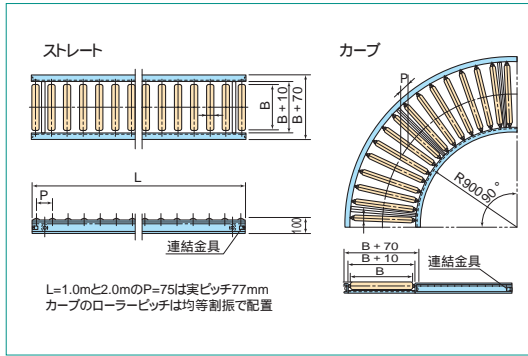 ストレート
B
B+10
B+70
L
P
100
連結金具
L=1.0mと2.0mのP=75は実ピッチ77mm
カーブのローラーピッチは均等割振で配置
カーブ
P
R900
90°
B+70
B+10
B
連結金具